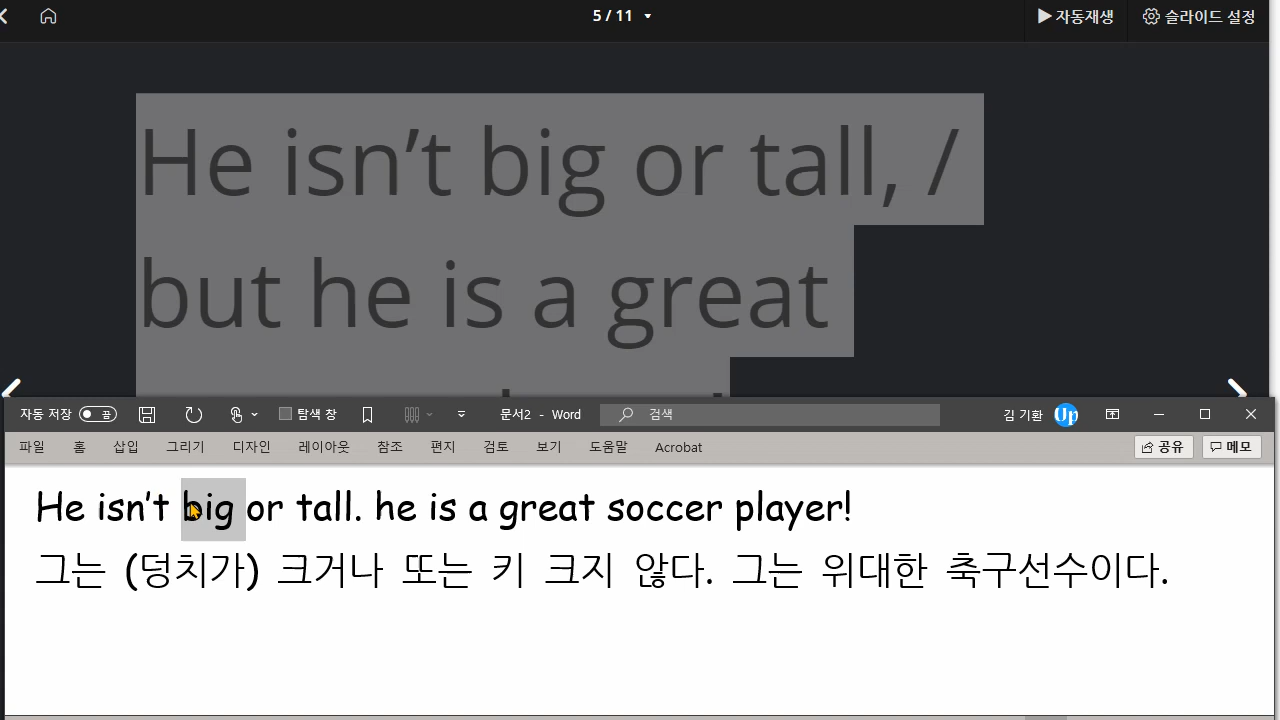 5 / 11
자동재생
슬라이드 설정
He isn’t big or tall, /
but he is a great
자동 저장 끔
탐색 창
문서2 - Word
검색
김 기환
Up
파일 홈 삽입 그리기 디자인 레이아웃 참조 편지 검토 보기 도움말 Acrobat
공유
메모
He isn’t big or tall. he is a great soccer player!
그는 (덩치가) 크거나 또는 키 크지 않다. 그는 위대한 축구선수이다.